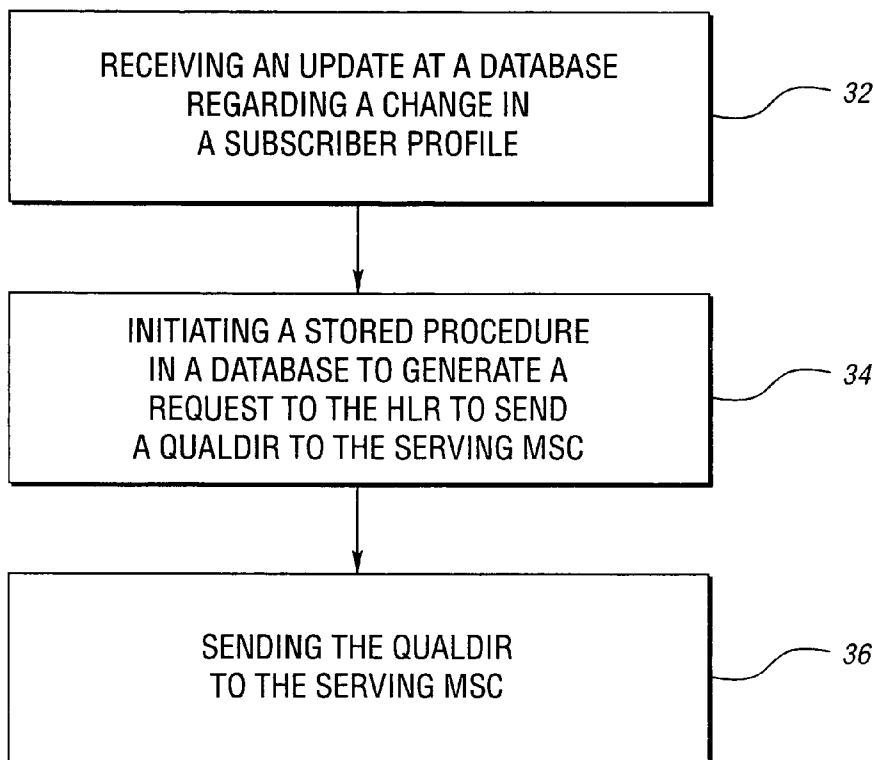 RECEIVING AN UPDATE AT A DATABASE
REGARDING A CHANGE IN
A SUBSCRIBER PROFILE
32
INITIATING A STORED PROCEDURE
IN A DATABASE TO GENERATE A
REQUEST TO THE HLR TO SEND
A QUALDIR TO THE SERVING MSC
34
SENDING THE QUALDIR
TO THE SERVING MSC
36